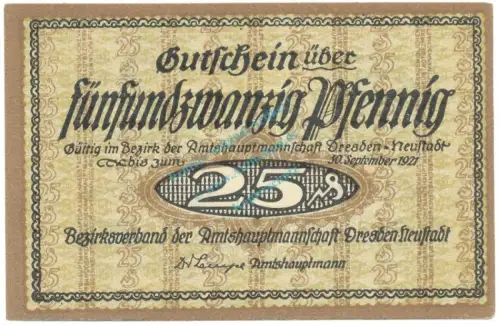 Gutschein über
fünfundzwanzig Pfennig
Gültig im Bezirk der Amtshauptmannschaft Dresden-Neustadt
bis zum 30. September 1921
25 ₰
Bezirksverband der Amtshauptmannschaft Dresden-Neustadt
Amtshauptmann